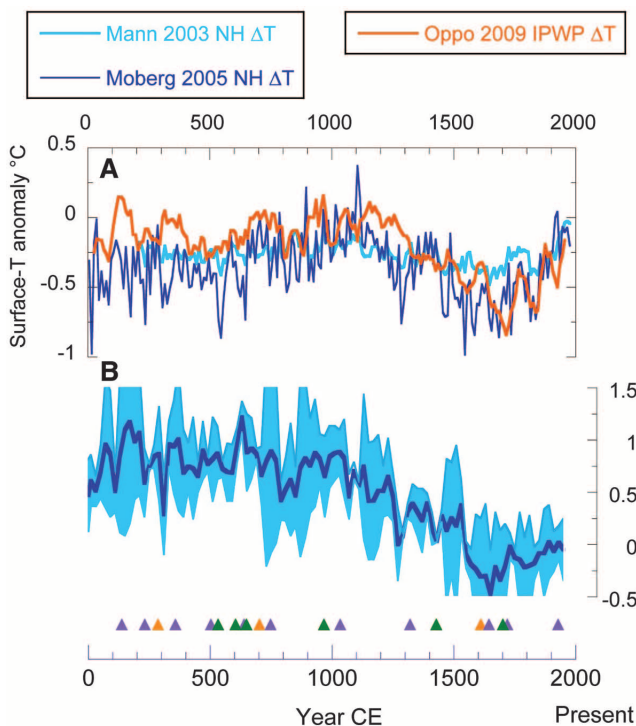 Mann 2003 NH ΔT
Moberg 2005 NH ΔT
Oppo 2009 IPWP ΔT
0 500 1000 1500 2000
A
Surface-T anomaly °C
0.5
0
-0.5
-1
B
1.5
1
0.5
0
-0.5
0 500 1000 1500 2000
Year CE Present